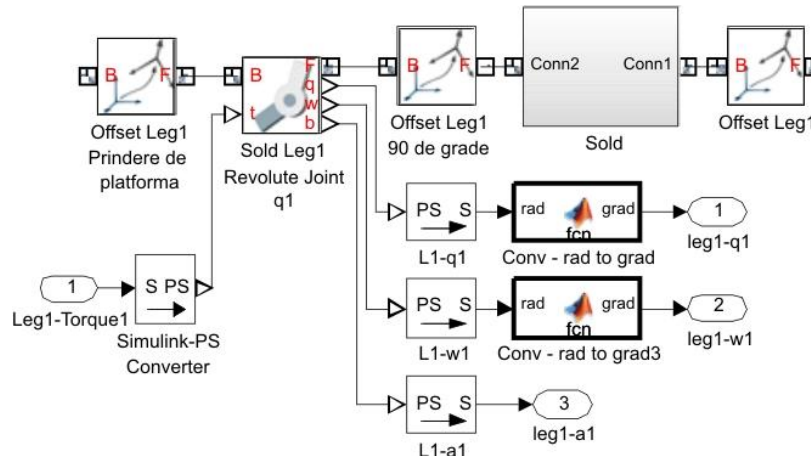 B F
Offset Leg1
Prindere de
platforma
B F
t q
w
b
Sold Leg1
Revolute Joint
q1
B F
Offset Leg1
90 de grade
Conn2 Conn1
Sold
B F
Offset Leg1
PS S
L1-q1
rad grad
fcn
Conv - rad to grad
1
leg1-q1
1
Leg1-Torque1
S PS
Simulink-PS
Converter
PS S
L1-w1
rad grad
fcn
Conv - rad to grad3
2
leg1-w1
PS S
L1-a1
3
leg1-a1